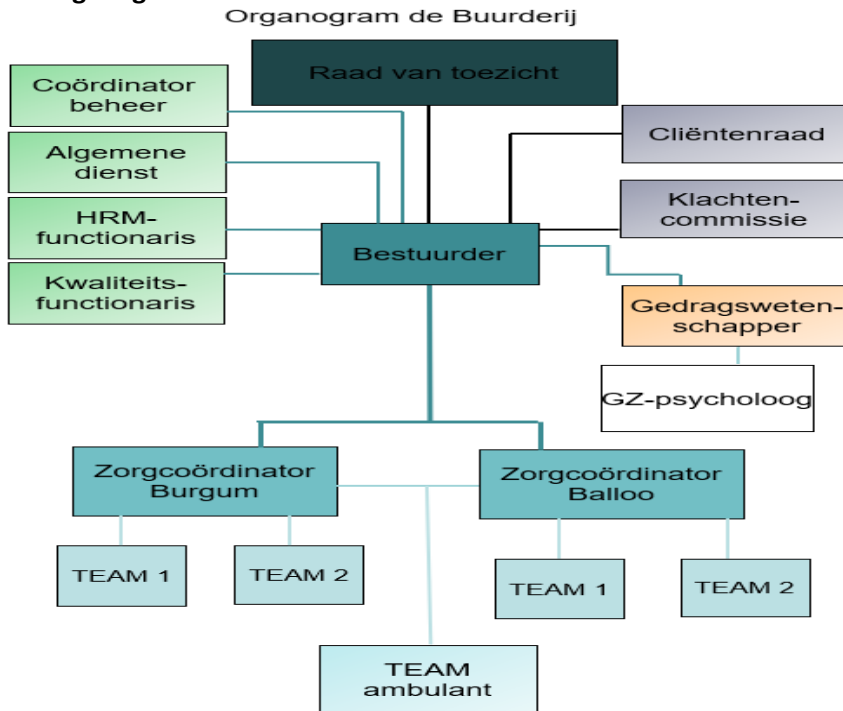 Organogram de Buurderij
Raad van toezicht
Coördinator
beheer
Algemene
dienst
HRM-
functionaris
Kwaliteits-
functionaris
Cliëntenraad
Klachten-
commissie
Bestuurder
Gedragsweten-
schapper
GZ-psycholoog
Zorgcoördinator
Burgum
Zorgcoördinator
Balloo
TEAM 1
TEAM 2
TEAM 1
TEAM 2
TEAM
ambulant